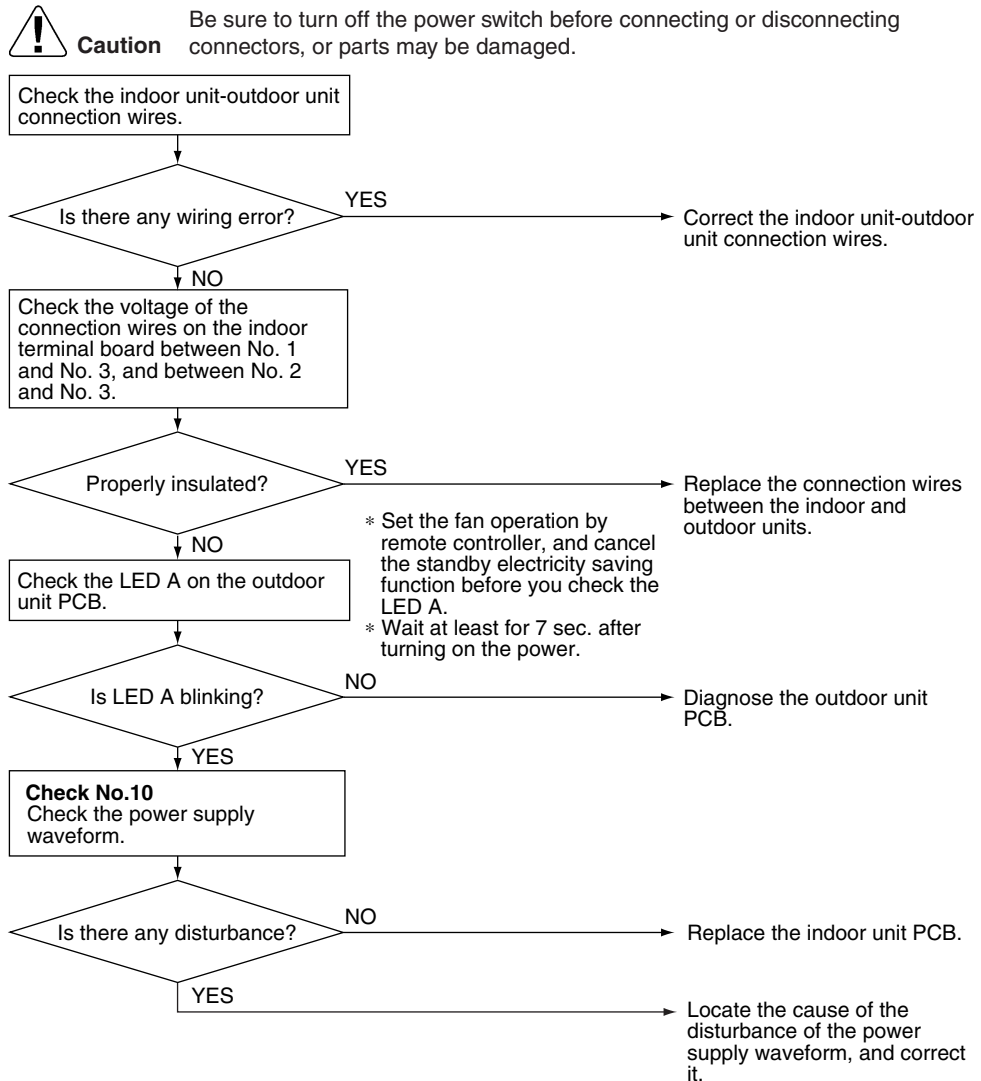 Caution
Be sure to turn off the power switch before connecting or disconnecting
connectors, or parts may be damaged.
Check the indoor unit-outdoor unit
connection wires.
Is there any wiring error?
YES
Correct the indoor unit-outdoor
unit connection wires.
NO
Check the voltage of the
connection wires on the indoor
terminal board between No. 1
and No. 3, and between No. 2
and No. 3.
Properly insulated?
YES
Replace the connection wires
between the indoor and
outdoor units.
NO
* Set the fan operation by
remote controller, and cancel
the standby electricity saving
function before you check the
LED A.
* Wait at least for 7 sec. after
turning on the power.
Check the LED A on the outdoor
unit PCB.
Is LED A blinking?
NO
Diagnose the outdoor unit
PCB.
YES
Check No.10
Check the power supply
waveform.
Is there any disturbance?
NO
Replace the indoor unit PCB.
YES
Locate the cause of the
disturbance of the power
supply waveform, and correct
it.